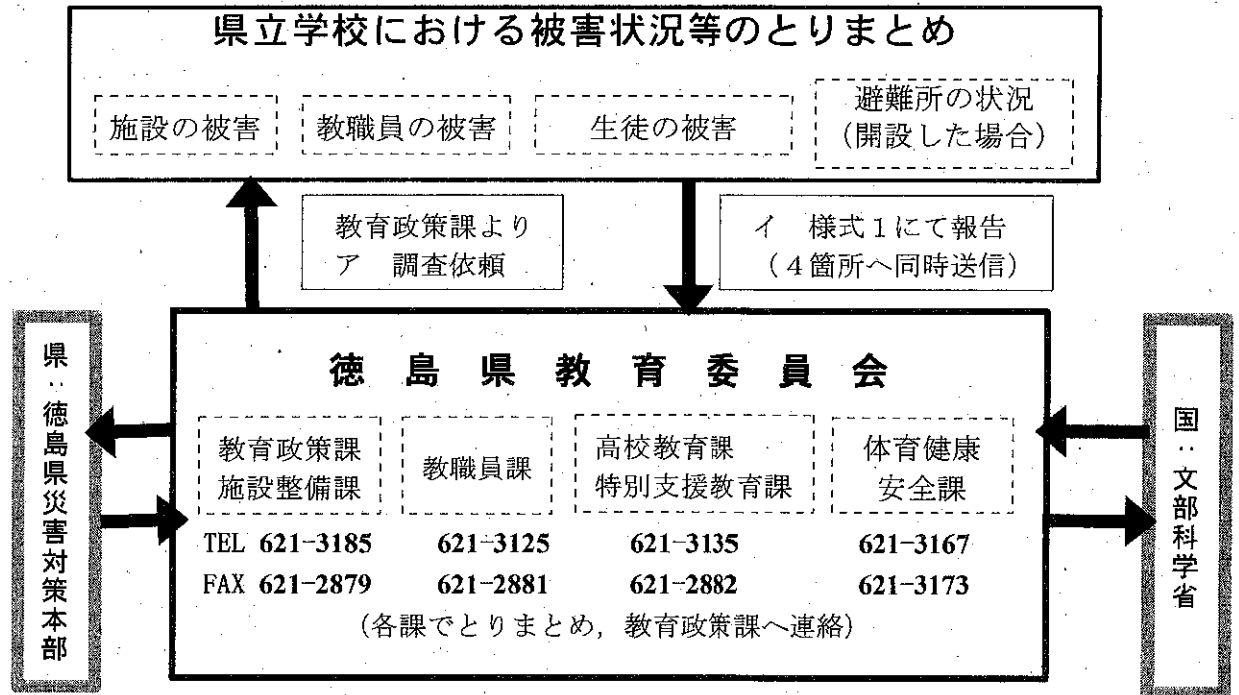 県立学校における被害状況等のとりまとめ
施設の被害
教職員の被害
生徒の被害
避難所の状況
(開設した場合)
教育政策課より
ア 調査依頼
イ 様式1にて報告
(4箇所へ同時送信)
県:徳島県災害対策本部
徳島県教育委員会
教育政策課
施設整備課
教職員課
高校教育課
特別支援教育課
体育健康
安全課
TEL 621-3185 621-3125 621-3135 621-3167
FAX 621-2879 621-2881 621-2882 621-3173
(各課でとりまとめ,教育政策課へ連絡)
国:文部科学省